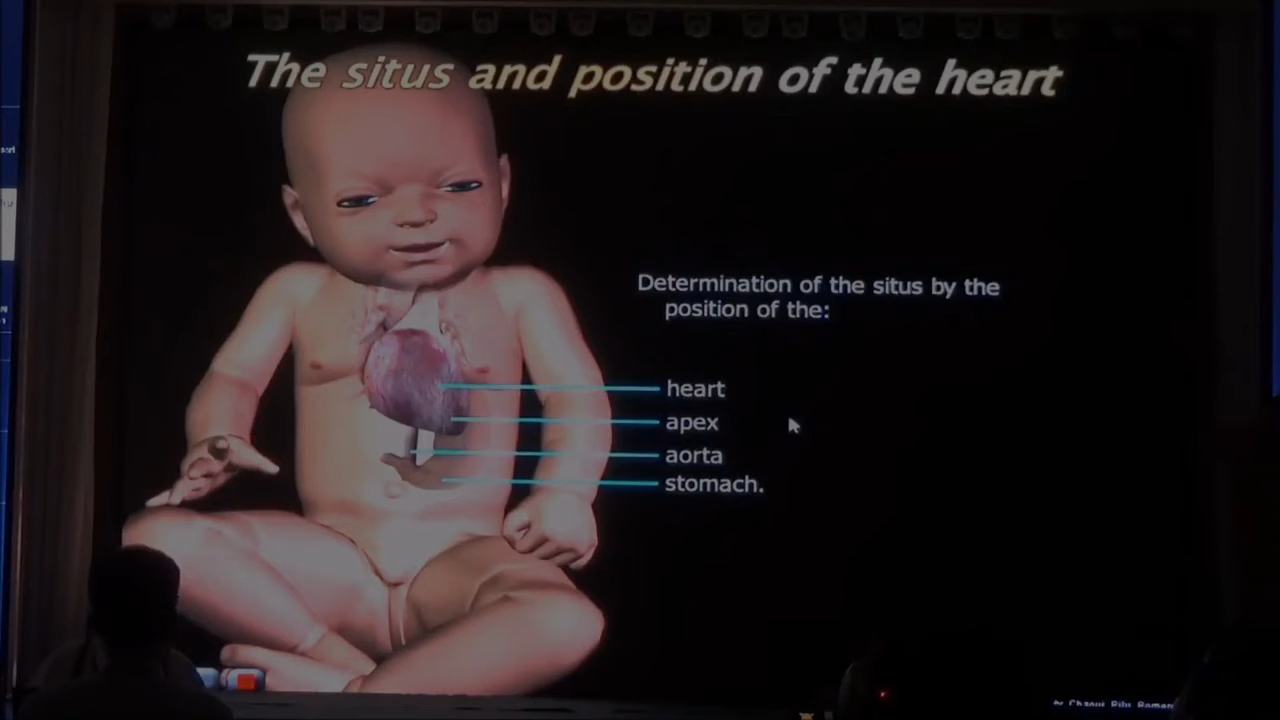 The situs and position of the heart
Determination of the situs by the
position of the:
heart
apex
aorta
stomach.